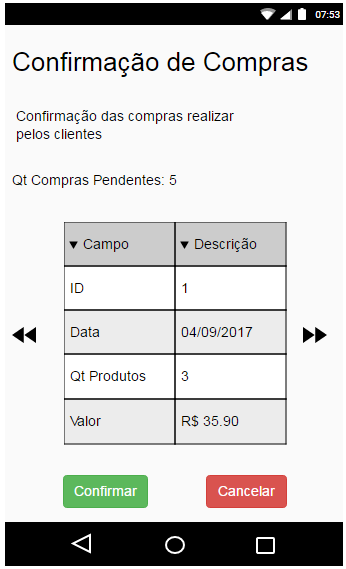 07:53
Confirmação de Compras
Confirmação das compras realizar
pelos clientes
Qt Compras Pendentes: 5
Campo Descrição
ID 1
Data 04/09/2017
Qt Produtos 3
Valor R$ 35.90
Confirmar Cancelar